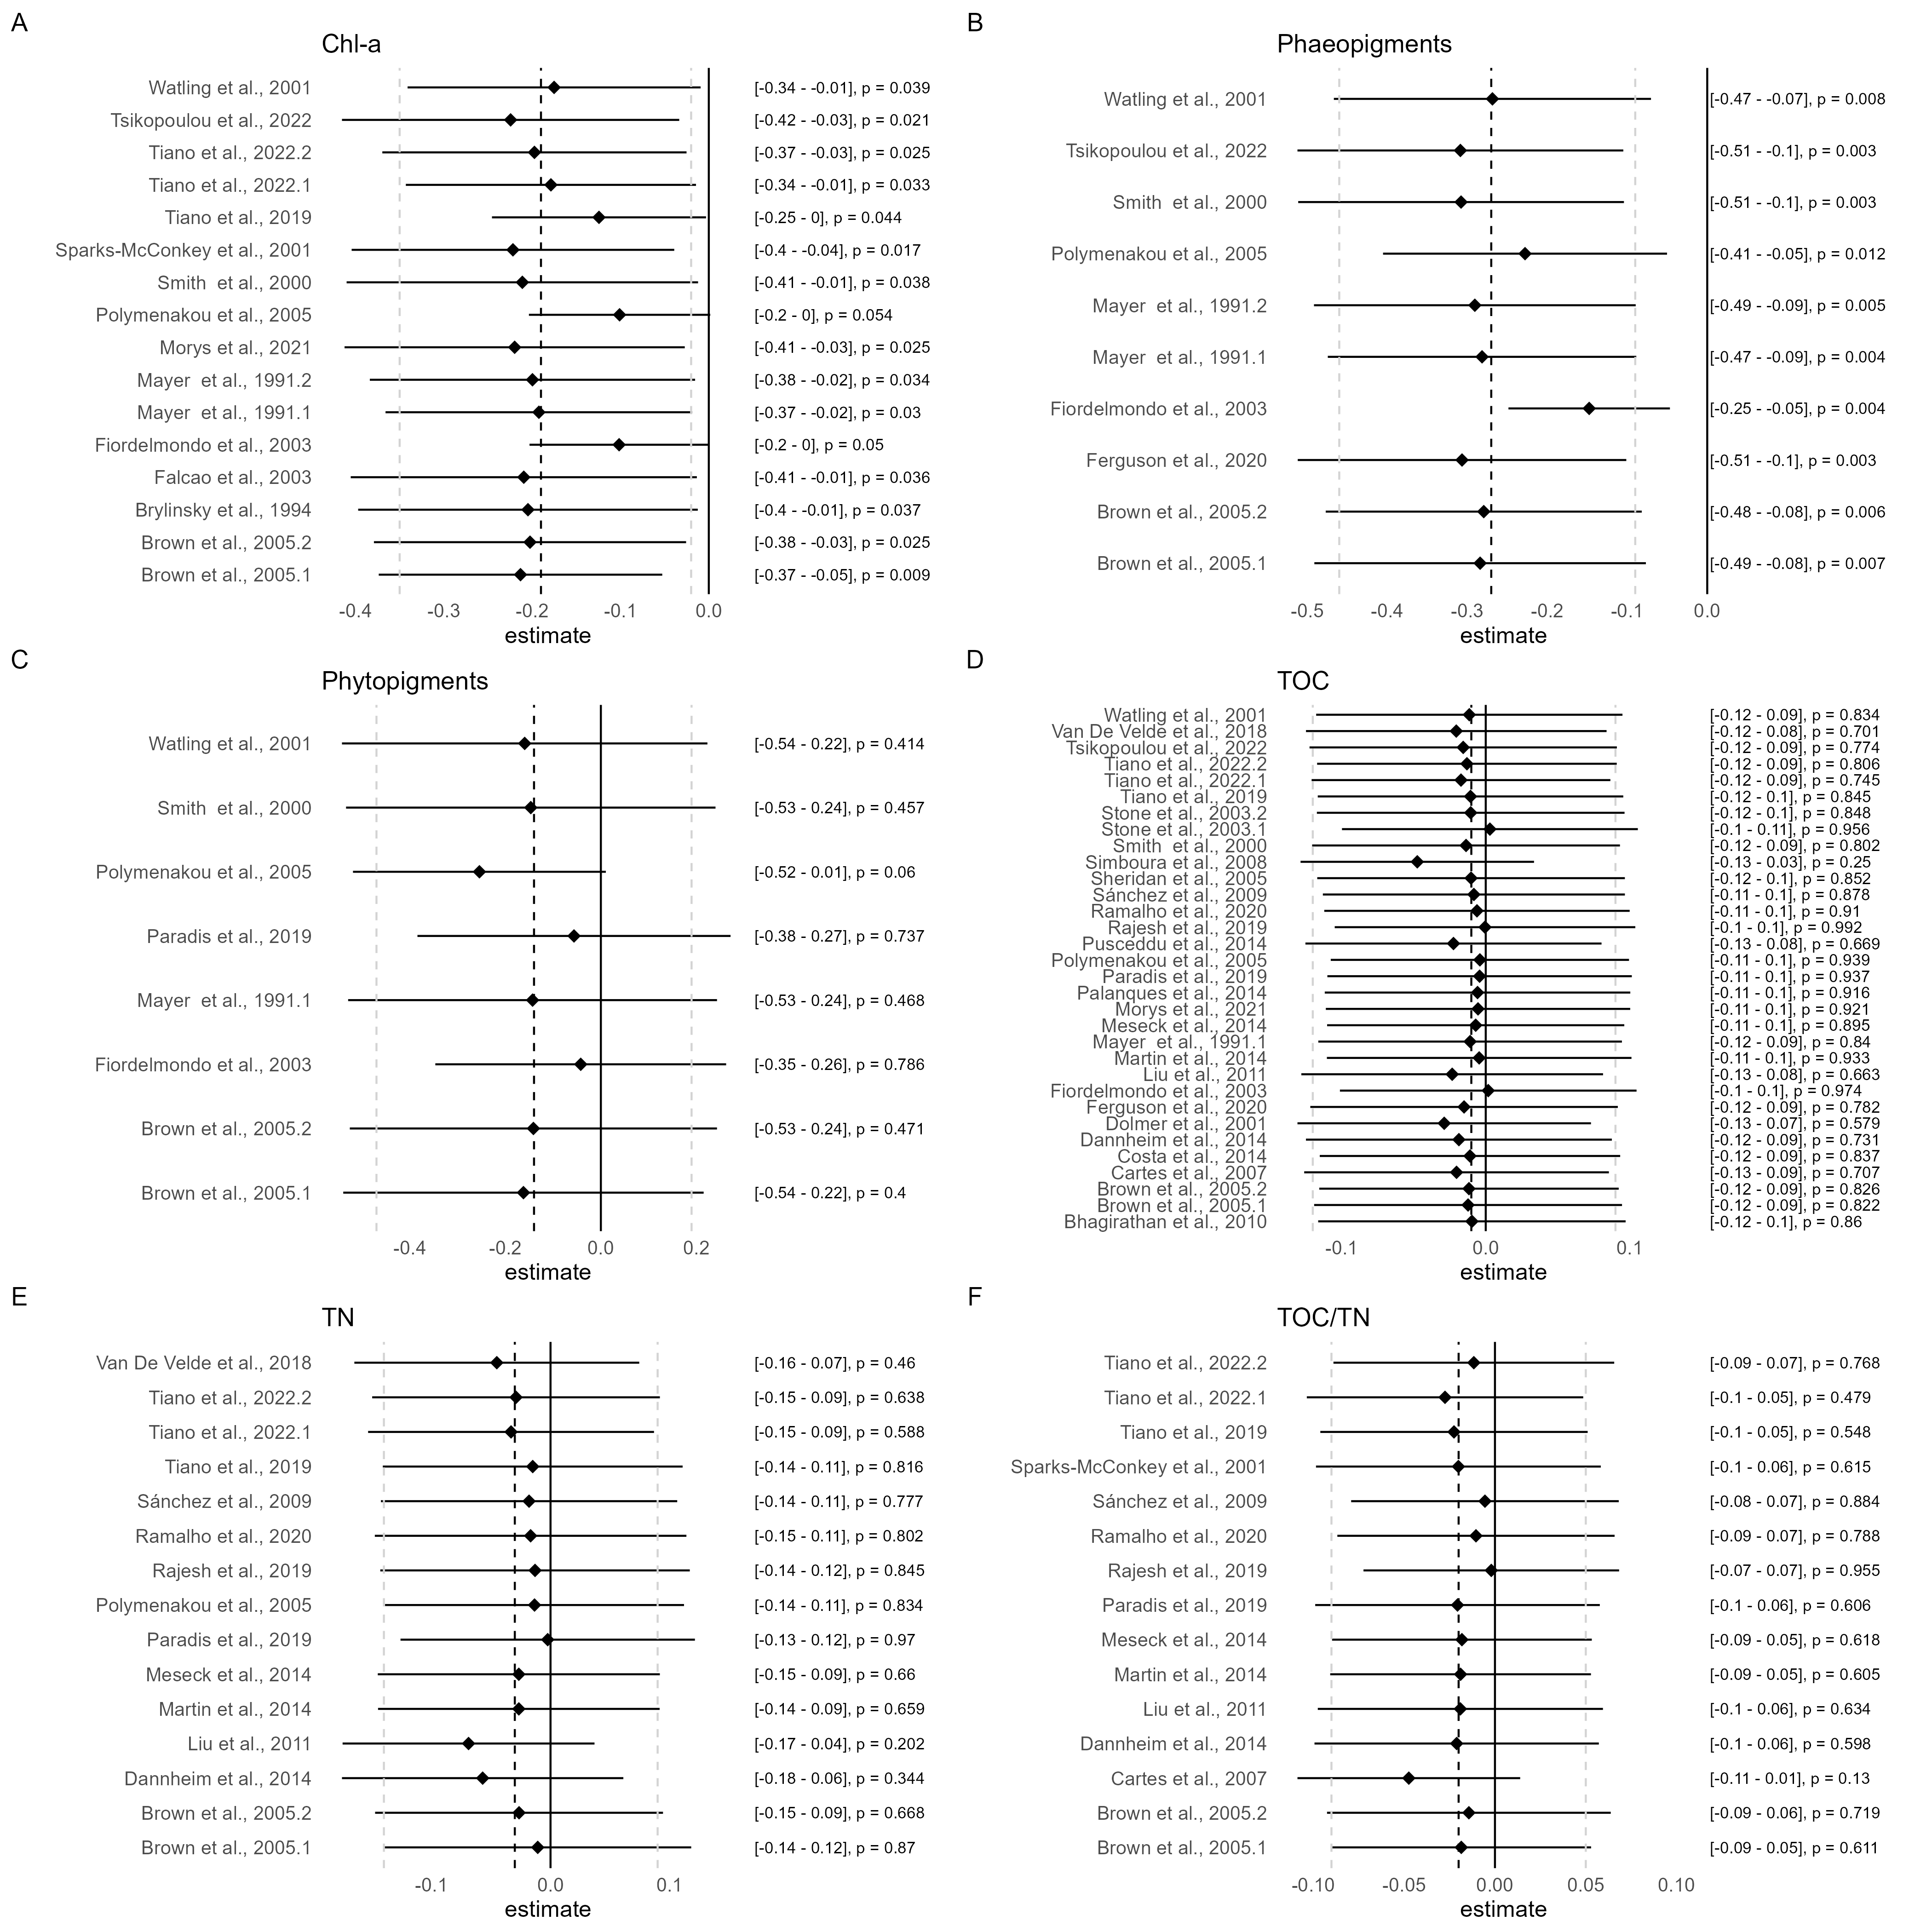 A
Chl-a
Watling et al., 2001 [-0.34 - -0.01], p = 0.039
Tsikopoulou et al., 2022 [-0.42 - -0.03], p = 0.021
Tiano et al., 2022.2 [-0.37 - -0.03], p = 0.025
Tiano et al., 2022.1 [-0.34 - -0.01], p = 0.033
Tiano et al., 2019 [-0.25 - 0], p = 0.044
Sparks-McConkey et al., 2001 [-0.4 - -0.04], p = 0.017
Smith  et al., 2000 [-0.41 - -0.01], p = 0.038
Polymenakou et al., 2005 [-0.2 - 0], p = 0.054
Morys et al., 2021 [-0.41 - -0.03], p = 0.025
Mayer  et al., 1991.2 [-0.38 - -0.02], p = 0.034
Mayer  et al., 1991.1 [-0.37 - -0.02], p = 0.03
Fiordelmondo et al., 2003 [-0.2 - 0], p = 0.05
Falcao et al., 2003 [-0.41 - -0.01], p = 0.036
Brylinsky et al., 1994 [-0.4 - -0.01], p = 0.037
Brown et al., 2005.2 [-0.38 - -0.03], p = 0.025
Brown et al., 2005.1 [-0.37 - -0.05], p = 0.009
-0.4 -0.3 -0.2 -0.1 0.0
estimate
B
Phaeopigments
Watling et al., 2001 [-0.47 - -0.07], p = 0.008
Tsikopoulou et al., 2022 [-0.51 - -0.1], p = 0.003
Smith  et al., 2000 [-0.51 - -0.1], p = 0.003
Polymenakou et al., 2005 [-0.41 - -0.05], p = 0.012
Mayer  et al., 1991.2 [-0.49 - -0.09], p = 0.005
Mayer  et al., 1991.1 [-0.47 - -0.09], p = 0.004
Fiordelmondo et al., 2003 [-0.25 - -0.05], p = 0.004
Ferguson et al., 2020 [-0.51 - -0.1], p = 0.003
Brown et al., 2005.2 [-0.48 - -0.08], p = 0.006
Brown et al., 2005.1 [-0.49 - -0.08], p = 0.007
-0.5 -0.4 -0.3 -0.2 -0.1 0.0
estimate
C
Phytopigments
Watling et al., 2001 [-0.54 - 0.22], p = 0.414
Smith  et al., 2000 [-0.53 - 0.24], p = 0.457
Polymenakou et al., 2005 [-0.52 - 0.01], p = 0.06
Paradis et al., 2019 [-0.38 - 0.27], p = 0.737
Mayer  et al., 1991.1 [-0.53 - 0.24], p = 0.468
Fiordelmondo et al., 2003 [-0.35 - 0.26], p = 0.786
Brown et al., 2005.2 [-0.53 - 0.24], p = 0.471
Brown et al., 2005.1 [-0.54 - 0.22], p = 0.4
-0.4 -0.2 0.0 0.2
estimate
D
TOC
Watling et al., 2001 [-0.12 - 0.09], p = 0.834
Van De Velde et al., 2018 [-0.12 - 0.08], p = 0.701
Tsikopoulou et al., 2022 [-0.12 - 0.09], p = 0.774
Tiano et al., 2022.2 [-0.12 - 0.09], p = 0.806
Tiano et al., 2022.1 [-0.12 - 0.09], p = 0.745
Tiano et al., 2019 [-0.12 - 0.1], p = 0.845
Stone et al., 2003.2 [-0.12 - 0.1], p = 0.848
Stone et al., 2003.1 [-0.1 - 0.11], p = 0.956
Smith  et al., 2000 [-0.12 - 0.09], p = 0.802
Simboura et al., 2008 [-0.13 - 0.03], p = 0.25
Sheridan et al., 2005 [-0.12 - 0.1], p = 0.852
Sánchez et al., 2009 [-0.11 - 0.1], p = 0.878
Ramalho et al., 2020 [-0.11 - 0.1], p = 0.91
Rajesh et al., 2019 [-0.1 - 0.1], p = 0.992
Pusceddu et al., 2014 [-0.13 - 0.08], p = 0.669
Polymenakou et al., 2005 [-0.11 - 0.1], p = 0.939
Paradis et al., 2019 [-0.11 - 0.1], p = 0.937
Palanques et al., 2014 [-0.11 - 0.1], p = 0.916
Morys et al., 2021 [-0.11 - 0.1], p = 0.921
Meseck et al., 2014 [-0.11 - 0.1], p = 0.895
Mayer  et al., 1991.1 [-0.12 - 0.09], p = 0.84
Martin et al., 2014 [-0.11 - 0.1], p = 0.933
Liu et al., 2011 [-0.13 - 0.08], p = 0.663
Fiordelmondo et al., 2003 [-0.1 - 0.1], p = 0.974
Ferguson et al., 2020 [-0.12 - 0.09], p = 0.782
Dolmer et al., 2001 [-0.13 - 0.07], p = 0.579
Dannheim et al., 2014 [-0.12 - 0.09], p = 0.731
Costa et al., 2014 [-0.12 - 0.09], p = 0.837
Cartes et al., 2007 [-0.13 - 0.09], p = 0.707
Brown et al., 2005.2 [-0.12 - 0.09], p = 0.826
Brown et al., 2005.1 [-0.12 - 0.09], p = 0.822
Bhagirathan et al., 2010 [-0.12 - 0.1], p = 0.86
-0.1 0.0 0.1
estimate
E
TN
Van De Velde et al., 2018 [-0.16 - 0.07], p = 0.46
Tiano et al., 2022.2 [-0.15 - 0.09], p = 0.638
Tiano et al., 2022.1 [-0.15 - 0.09], p = 0.588
Tiano et al., 2019 [-0.14 - 0.11], p = 0.816
Sánchez et al., 2009 [-0.14 - 0.11], p = 0.777
Ramalho et al., 2020 [-0.15 - 0.11], p = 0.802
Rajesh et al., 2019 [-0.14 - 0.12], p = 0.845
Polymenakou et al., 2005 [-0.14 - 0.11], p = 0.834
Paradis et al., 2019 [-0.13 - 0.12], p = 0.97
Meseck et al., 2014 [-0.15 - 0.09], p = 0.66
Martin et al., 2014 [-0.14 - 0.09], p = 0.659
Liu et al., 2011 [-0.17 - 0.04], p = 0.202
Dannheim et al., 2014 [-0.18 - 0.06], p = 0.344
Brown et al., 2005.2 [-0.15 - 0.09], p = 0.668
Brown et al., 2005.1 [-0.14 - 0.12], p = 0.87
-0.1 0.0 0.1
estimate
F
TOC/TN
Tiano et al., 2022.2 [-0.09 - 0.07], p = 0.768
Tiano et al., 2022.1 [-0.1 - 0.05], p = 0.479
Tiano et al., 2019 [-0.1 - 0.05], p = 0.548
Sparks-McConkey et al., 2001 [-0.1 - 0.06], p = 0.615
Sánchez et al., 2009 [-0.08 - 0.07], p = 0.884
Ramalho et al., 2020 [-0.09 - 0.07], p = 0.788
Rajesh et al., 2019 [-0.07 - 0.07], p = 0.955
Paradis et al., 2019 [-0.1 - 0.06], p = 0.606
Meseck et al., 2014 [-0.09 - 0.05], p = 0.618
Martin et al., 2014 [-0.09 - 0.05], p = 0.605
Liu et al., 2011 [-0.1 - 0.06], p = 0.634
Dannheim et al., 2014 [-0.1 - 0.06], p = 0.598
Cartes et al., 2007 [-0.11 - 0.01], p = 0.13
Brown et al., 2005.2 [-0.09 - 0.06], p = 0.719
Brown et al., 2005.1 [-0.09 - 0.05], p = 0.611
-0.10 -0.05 0.00 0.05 0.10
estimate